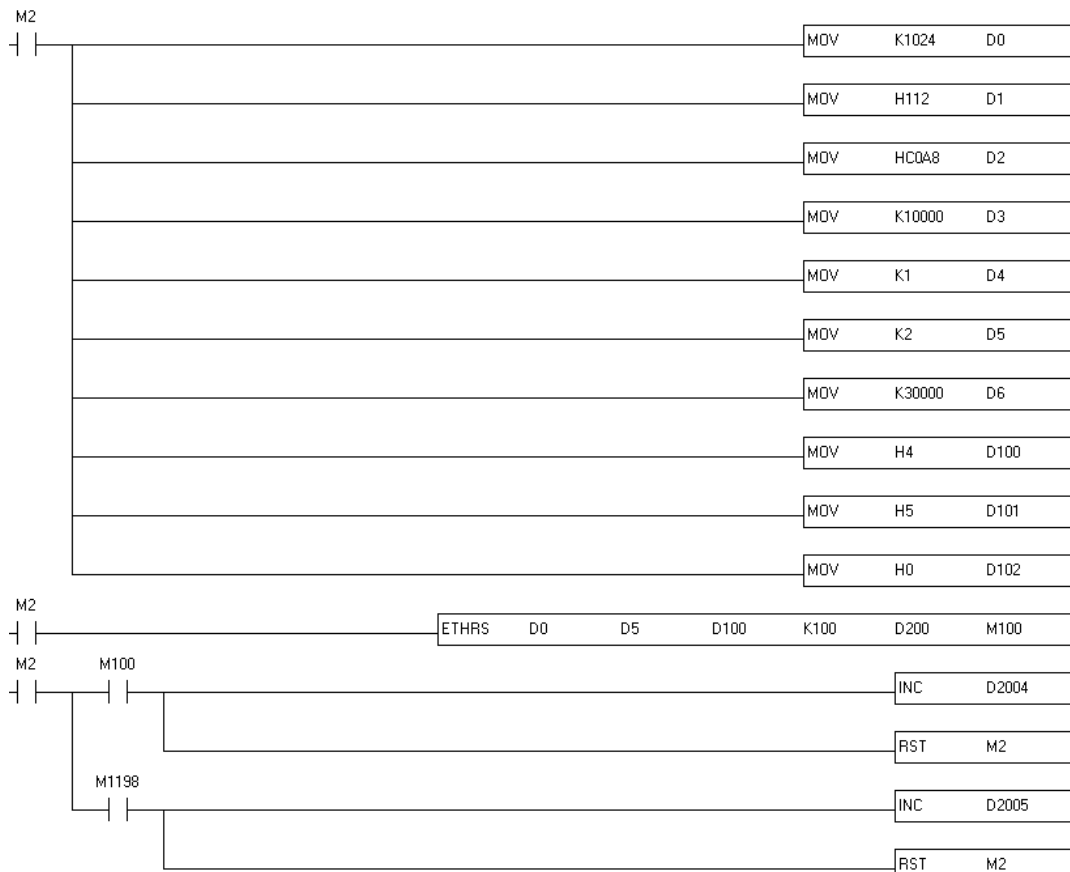 M2
MOV K1024 D0
MOV H112 D1
MOV HC0A8 D2
MOV K10000 D3
MOV K1 D4
MOV K2 D5
MOV K30000 D6
MOV H4 D100
MOV H5 D101
MOV H0 D102
M2
ETHRS D0 D5 D100 K100 D200 M100
M2 M100
INC D2004
RST M2
M1198
INC D2005
RST M2